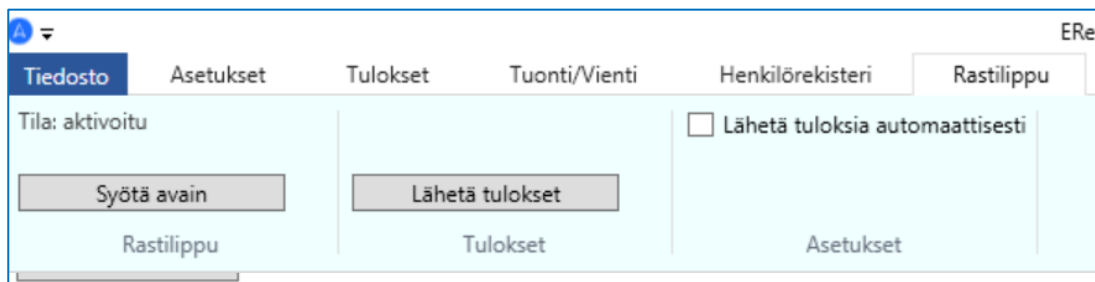 ERe
Tiedosto Asetukset Tulokset Tuonti/Vienti Henkilörekisteri Rastilippu
Tila: aktivoitu
Lähetä tuloksia automaattisesti
Syötä avain Lähetä tulokset
Rastilippu Tulokset Asetukset